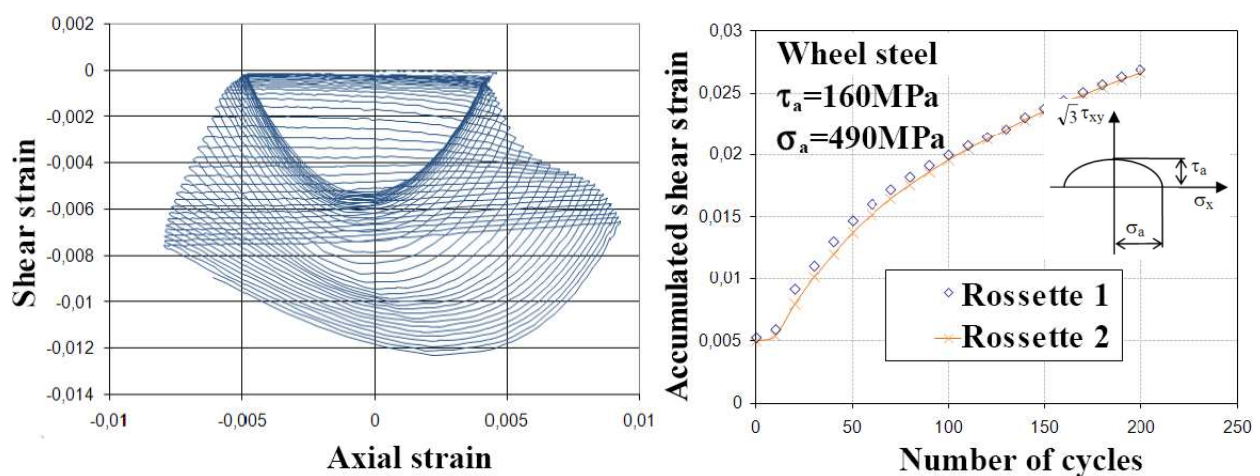 0,002
0
-0,002
-0,004
-0,006
-0,008
-0,01
-0,012
-0,014
Shear strain
-0,01
-0,005
0
0,005
0,01
Axial strain
0,03
0,025
0,02
0,015
0,01
0,005
0
Accumulated shear strain
Wheel steel
τa=160MPa
σa=490MPa
√3 τxy
τa
σx
σa
Rossette 1
Rossette 2
0
50
100
150
200
250
Number of cycles